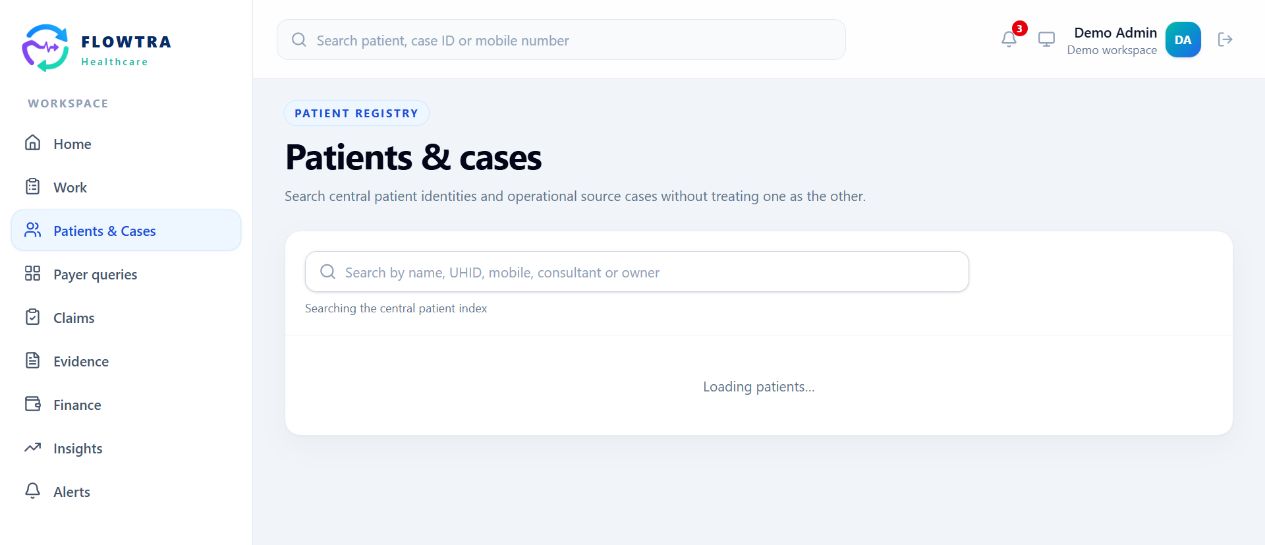 FLOWTRA
Healthcare
WORKSPACE
Home
Work
Patients & Cases
Payer queries
Claims
Evidence
Finance
Insights
Alerts
Search patient, case ID or mobile number
3
Demo Admin
Demo workspace
DA
PATIENT REGISTRY
Patients & cases
Search central patient identities and operational source cases without treating one as the other.
Search by name, UHID, mobile, consultant or owner
Searching the central patient index
Loading patients...